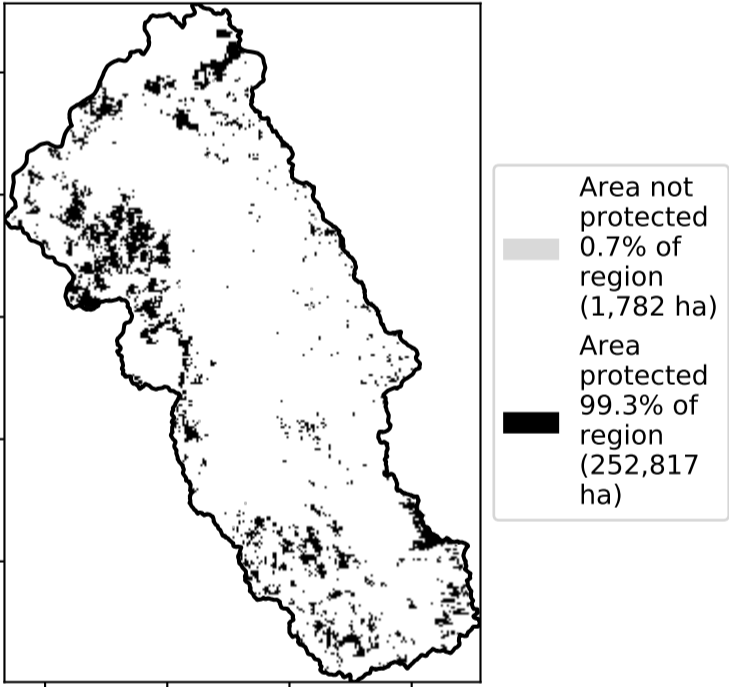 Area not
protected
0.7% of
region
(1,782 ha)
Area
protected
99.3% of
region
(252,817
ha)